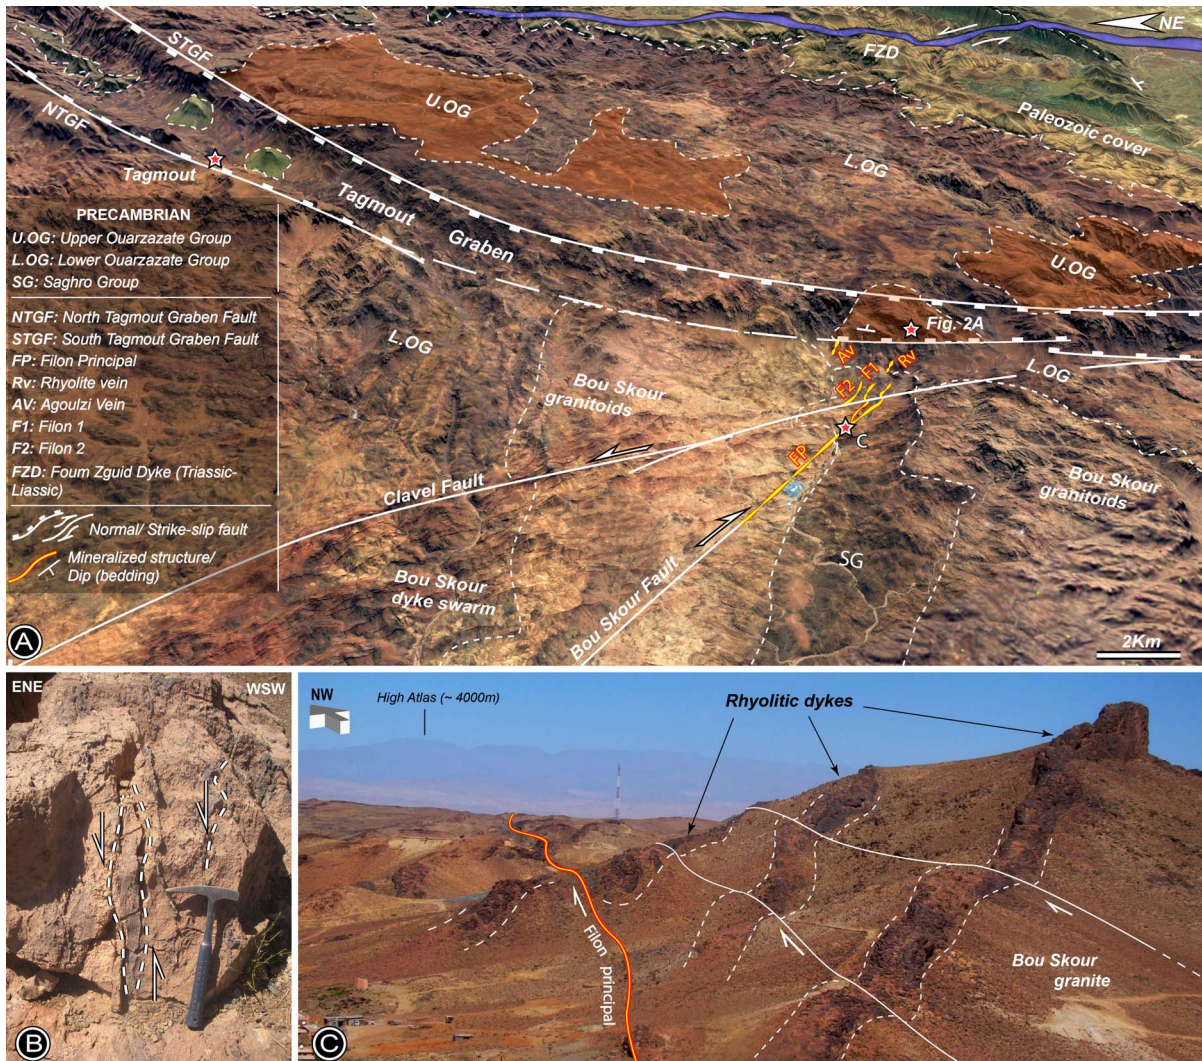 NE
STGF
FZD
U.OG
NTGF
Paleozoic cover
L.OG
Tagmout
Tagmout
Graben
PRECAMBRIAN
U.OG: Upper Ouarzazate Group
L.OG: Lower Ouarzazate Group
SG: Saghro Group
NTGF: North Tagmout Graben Fault
STGF: South Tagmout Graben Fault
FP: Filon Principal
Rv: Rhyolite vein
AV: Agoulzi Vein
F1: Filon 1
F2: Filon 2
FZD: Foum Zguid Dyke (Triassic-
Liassic)
Normal/ Strike-slip fault
Mineralized structure/
Dip (bedding)
U.OG
Fig. 2A
L.OG
Av
F1
Rv
F2
L.OG
Bou Skour
granitoids
C
FP
Clavel Fault
Bou Skour
granitoids
SG
Bou Skour
dyke swarm
Bou Skour Fault
2Km
A
ENE
WSW
B
NW
High Atlas (~ 4000m)
Rhyolitic dykes
Filon principal
Bou Skour
granite
C